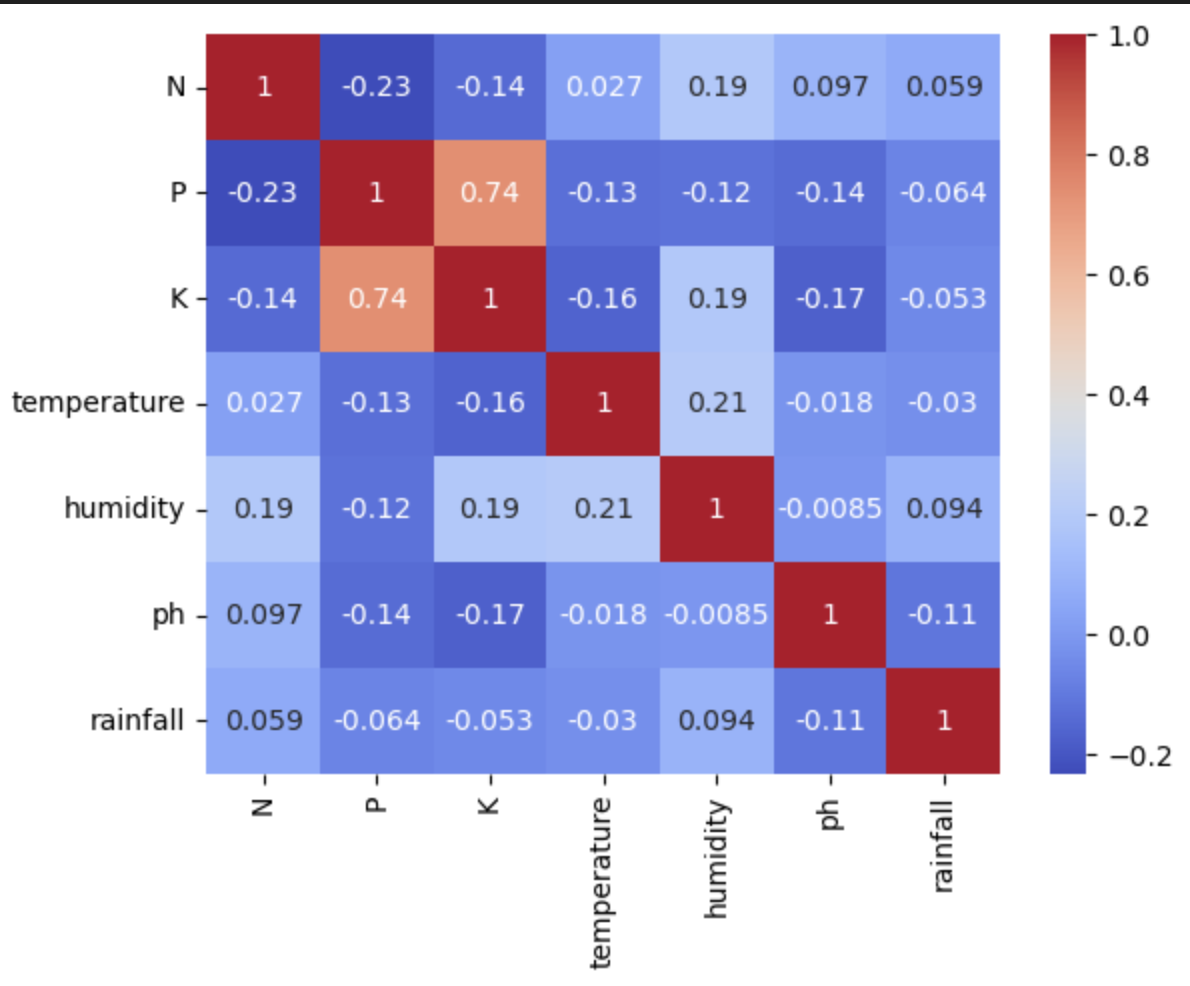 N 1 -0.23 -0.14 0.027 0.19 0.097 0.059
P -0.23 1 0.74 -0.13 -0.12 -0.14 -0.064
K -0.14 0.74 1 -0.16 0.19 -0.17 -0.053
temperature 0.027 -0.13 -0.16 1 0.21 -0.018 -0.03
humidity 0.19 -0.12 0.19 0.21 1 -0.0085 0.094
ph 0.097 -0.14 -0.17 -0.018 -0.0085 1 -0.11
rainfall 0.059 -0.064 -0.053 -0.03 0.094 -0.11 1
N P K temperature humidity ph rainfall
1.0
0.8
0.6
0.4
0.2
0.0
−0.2